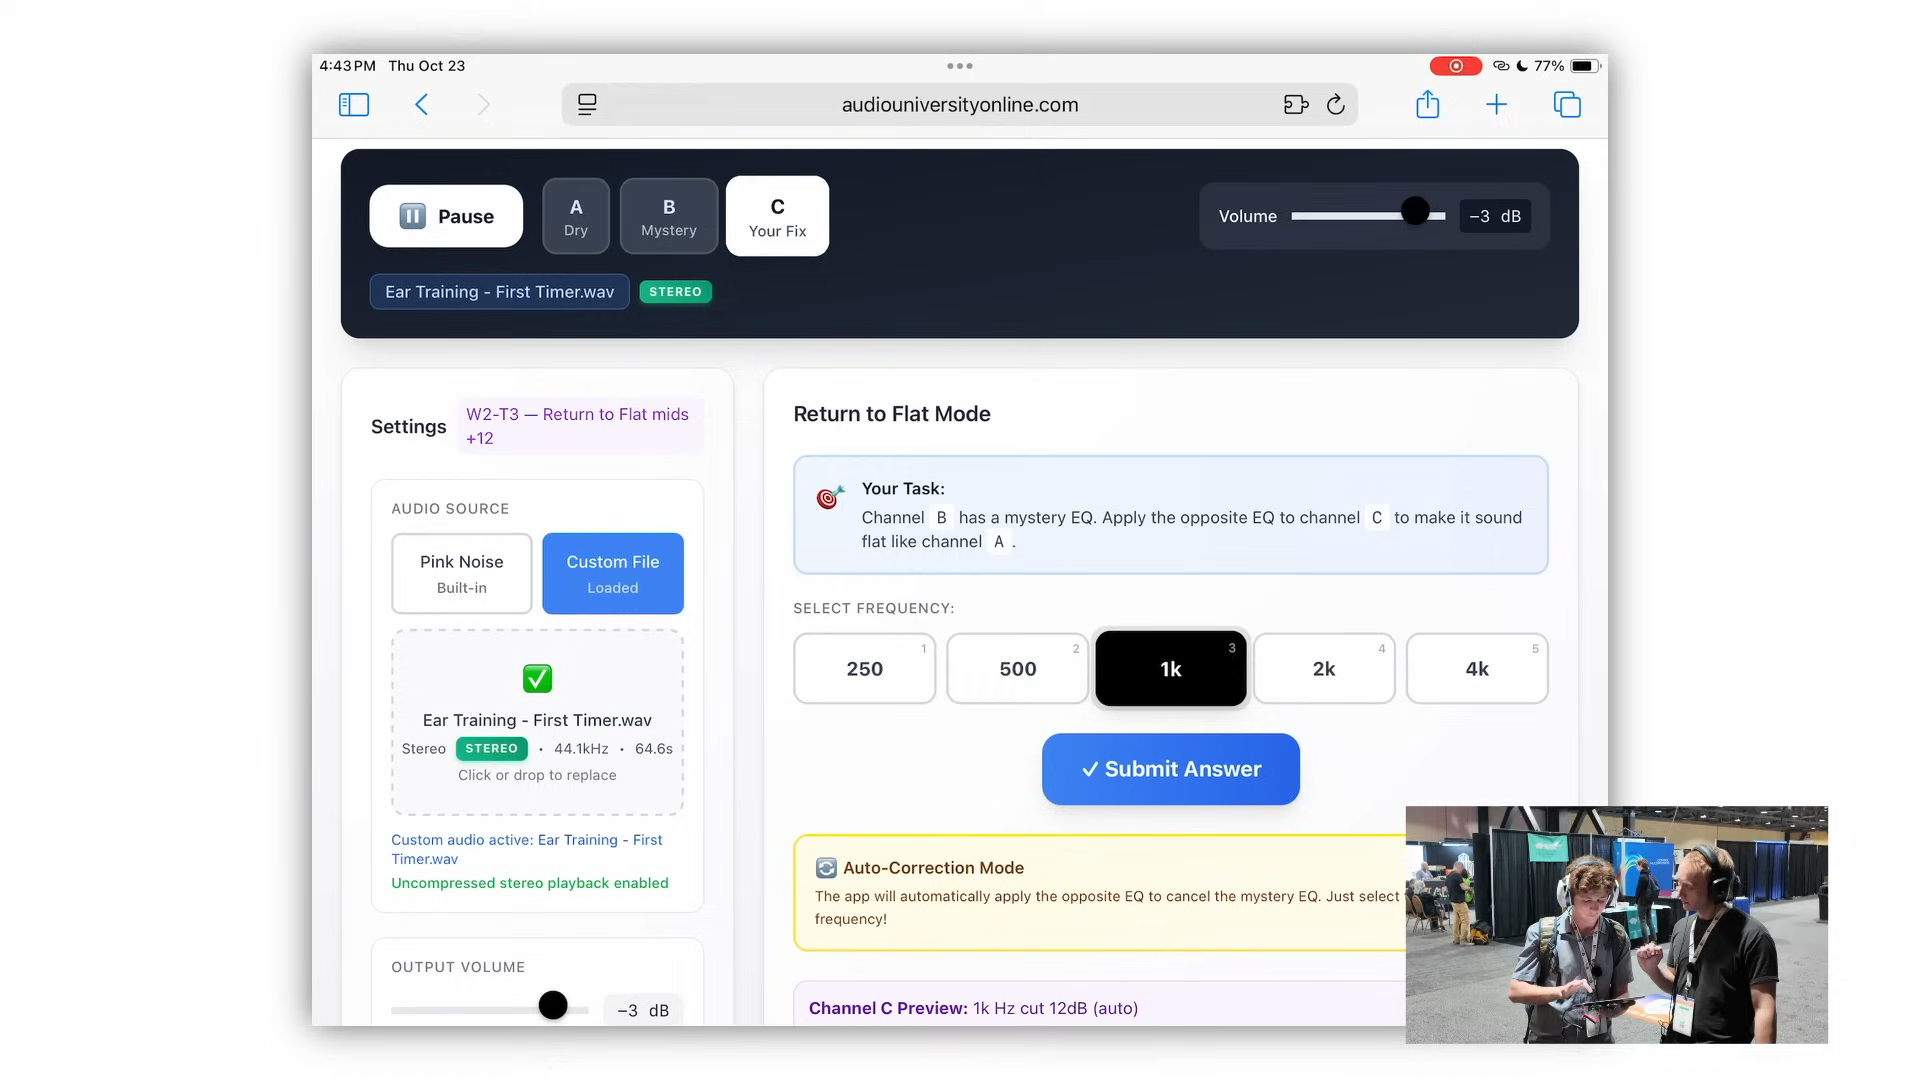 4:43 PM Thu Oct 23
77%
audiouniversityonline.com
Pause
A
Dry
B
Mystery
C
Your Fix
Volume
−3 dB
Ear Training - First Timer.wav
STEREO
Settings
W2-T3 — Return to Flat mids
+12
AUDIO SOURCE
Pink Noise
Built-in
Custom File
Loaded
Ear Training - First Timer.wav
Stereo STEREO • 44.1kHz • 64.6s
Click or drop to replace
Custom audio active: Ear Training - First
Timer.wav
Uncompressed stereo playback enabled
OUTPUT VOLUME
−3 dB
Return to Flat Mode
Your Task:
Channel B has a mystery EQ. Apply the opposite EQ to channel C to make it sound
flat like channel A .
SELECT FREQUENCY:
250
1
500
2
1k
3
2k
4
4k
5
✓ Submit Answer
Auto-Correction Mode
The app will automatically apply the opposite EQ to cancel the mystery EQ. Just select
frequency!
Channel C Preview: 1k Hz cut 12dB (auto)